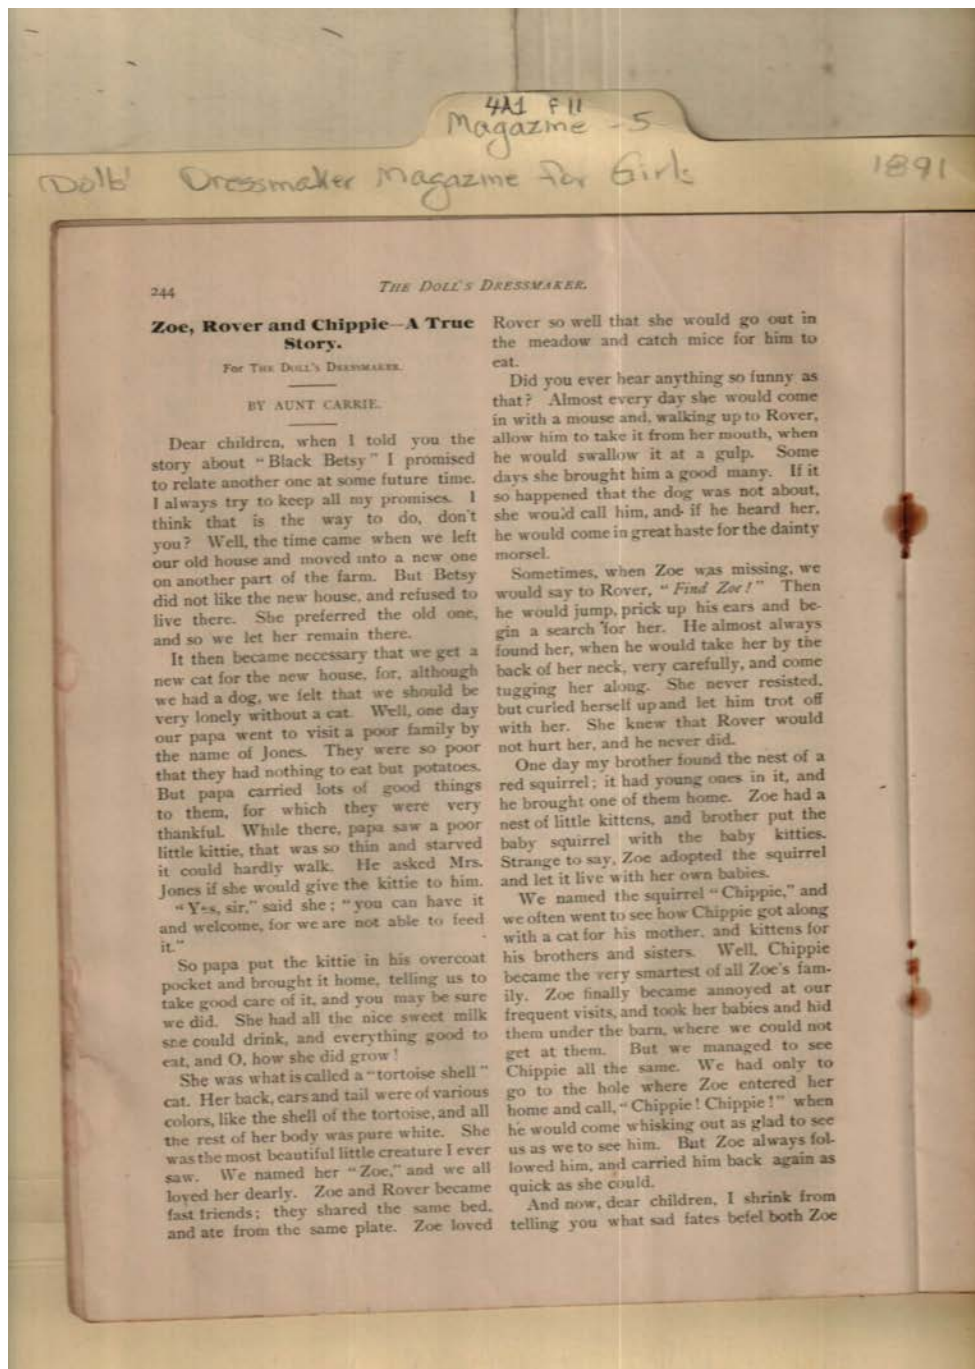 4A1 F11
Magazine - 5
Dolls' Dressmaker Magazine for Girls 1891
244
THE DOLL'S DRESSMAKER.
Zoe, Rover and Chippie—A True
Story.
For THE DOLL'S DRESSMAKER.
BY AUNT CARRIE.
Dear children, when I told you the
story about "Black Betsy" I promised
to relate another one at some future time.
I always try to keep all my promises. I
think that is the way to do, don't
you? Well, the time came when we left
our old house and moved into a new one
on another part of the farm. But Betsy
did not like the new house, and refused to
live there. She preferred the old one,
and so we let her remain there.
It then became necessary that we get a
new cat for the new house, for, although
we had a dog, we felt that we should be
very lonely without a cat. Well, one day
our papa went to visit a poor family by
the name of Jones. They were so poor
that they had nothing to eat but potatoes.
But papa carried lots of good things
to them, for which they were very
thankful. While there, papa saw a poor
little kittie, that was so thin and starved
it could hardly walk. He asked Mrs.
Jones if she would give the kittie to him.
"Yes, sir," said she; "you can have it
and welcome, for we are not able to feed
it."
So papa put the kittie in his overcoat
pocket and brought it home, telling us to
take good care of it, and you may be sure
we did. She had all the nice sweet milk
she could drink, and everything good to
eat, and O, how she did grow!
She was what is called a "tortoise shell"
cat. Her back, ears and tail were of various
colors, like the shell of the tortoise, and all
the rest of her body was pure white. She
was the most beautiful little creature I ever
saw. We named her "Zoe," and we all
loved her dearly. Zoe and Rover became
fast friends; they shared the same bed,
and ate from the same plate. Zoe loved
Rover so well that she would go out in
the meadow and catch mice for him to
eat.
Did you ever hear anything so funny as
that? Almost every day she would come
in with a mouse and, walking up to Rover,
allow him to take it from her mouth, when
he would swallow it at a gulp. Some
days she brought him a good many. If it
so happened that the dog was not about,
she would call him, and if he heard her,
he would come in great haste for the dainty
morsel.
Sometimes, when Zoe was missing, we
would say to Rover, "Find Zoe!" Then
he would jump, prick up his ears and be-
gin a search for her. He almost always
found her, when he would take her by the
back of her neck, very carefully, and come
tugging her along. She never resisted,
but curled herself up and let him trot off
with her. She knew that Rover would
not hurt her, and he never did.
One day my brother found the nest of a
red squirrel; it had young ones in it, and
he brought one of them home. Zoe had a
nest of little kittens, and brother put the
baby squirrel with the baby kitties.
Strange to say, Zoe adopted the squirrel
and let it live with her own babies.
We named the squirrel "Chippie," and
we often went to see how Chippie got along
with a cat for his mother, and kittens for
his brothers and sisters. Well, Chippie
became the very smartest of all Zoe's fam-
ily. Zoe finally became annoyed at our
frequent visits, and took her babies and hid
them under the barn, where we could not
get at them. But we managed to see
Chippie all the same. We had only to
go to the hole where Zoe entered her
home and call, "Chippie! Chippie!" when
he would come whisking out as glad to see
us as we to see him. But Zoe always fol-
lowed him, and carried him back again as
quick as she could.
And now, dear children, I shrink from
telling you what sad fates befel both Zoe